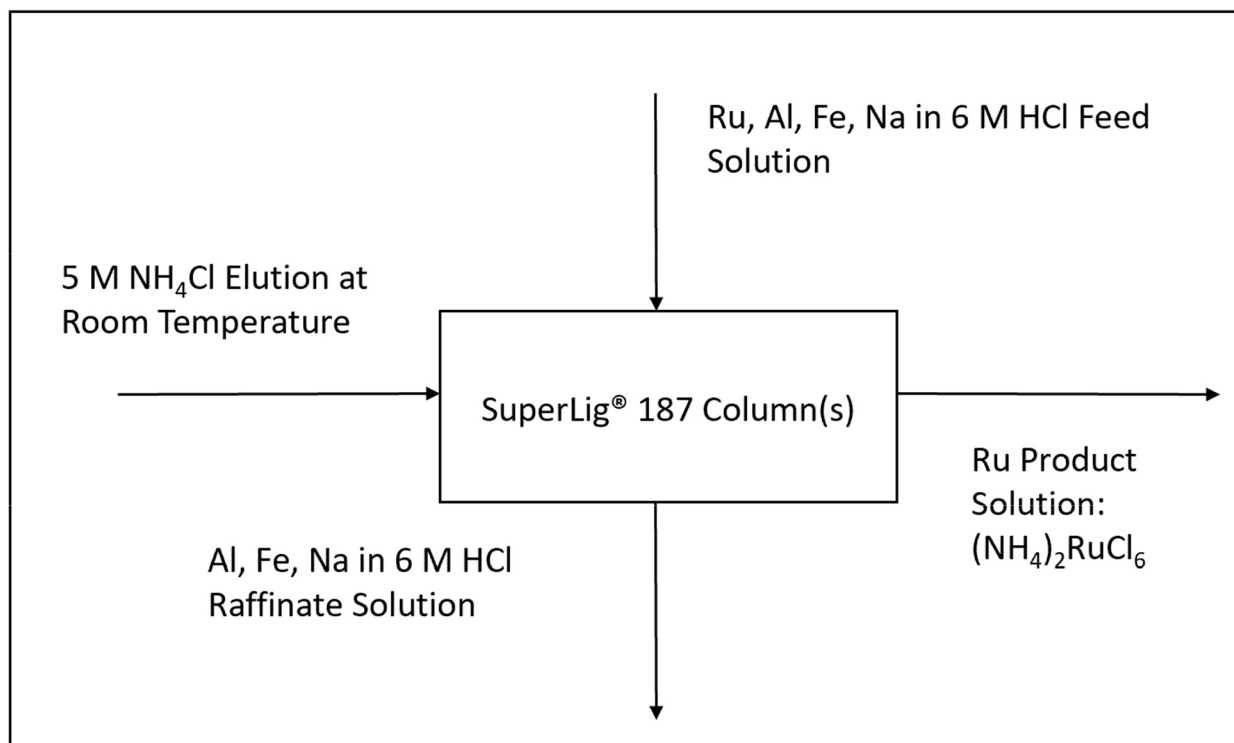 Ru, Al, Fe, Na in 6 M HCl Feed
Solution
5 M NH₄Cl Elution at
Room Temperature
SuperLig® 187 Column(s)
Ru Product
Solution:
(NH₄)₂RuCl₆
Al, Fe, Na in 6 M HCl
Raffinate Solution